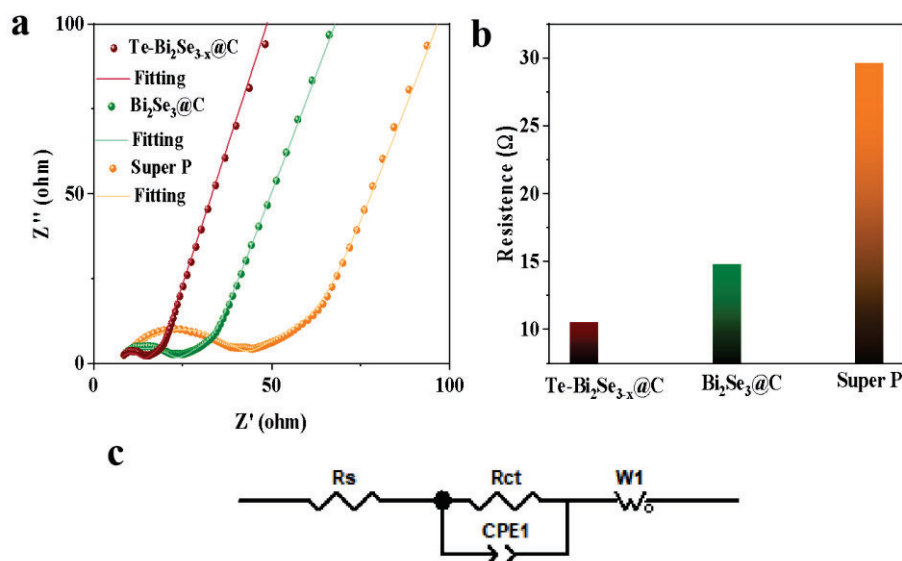 a
Te-Bi₂Se₃₋ₓ@C
Fitting
Bi₂Se₃@C
Fitting
Super P
Fitting
Z'' (ohm)
100
50
0
0
50
100
Z' (ohm)
b
Resistence (Ω)
30
25
20
15
10
Te-Bi₂Se₃₋ₓ@C
Bi₂Se₃@C
Super P
c
Rs
Rct
W1
CPE1